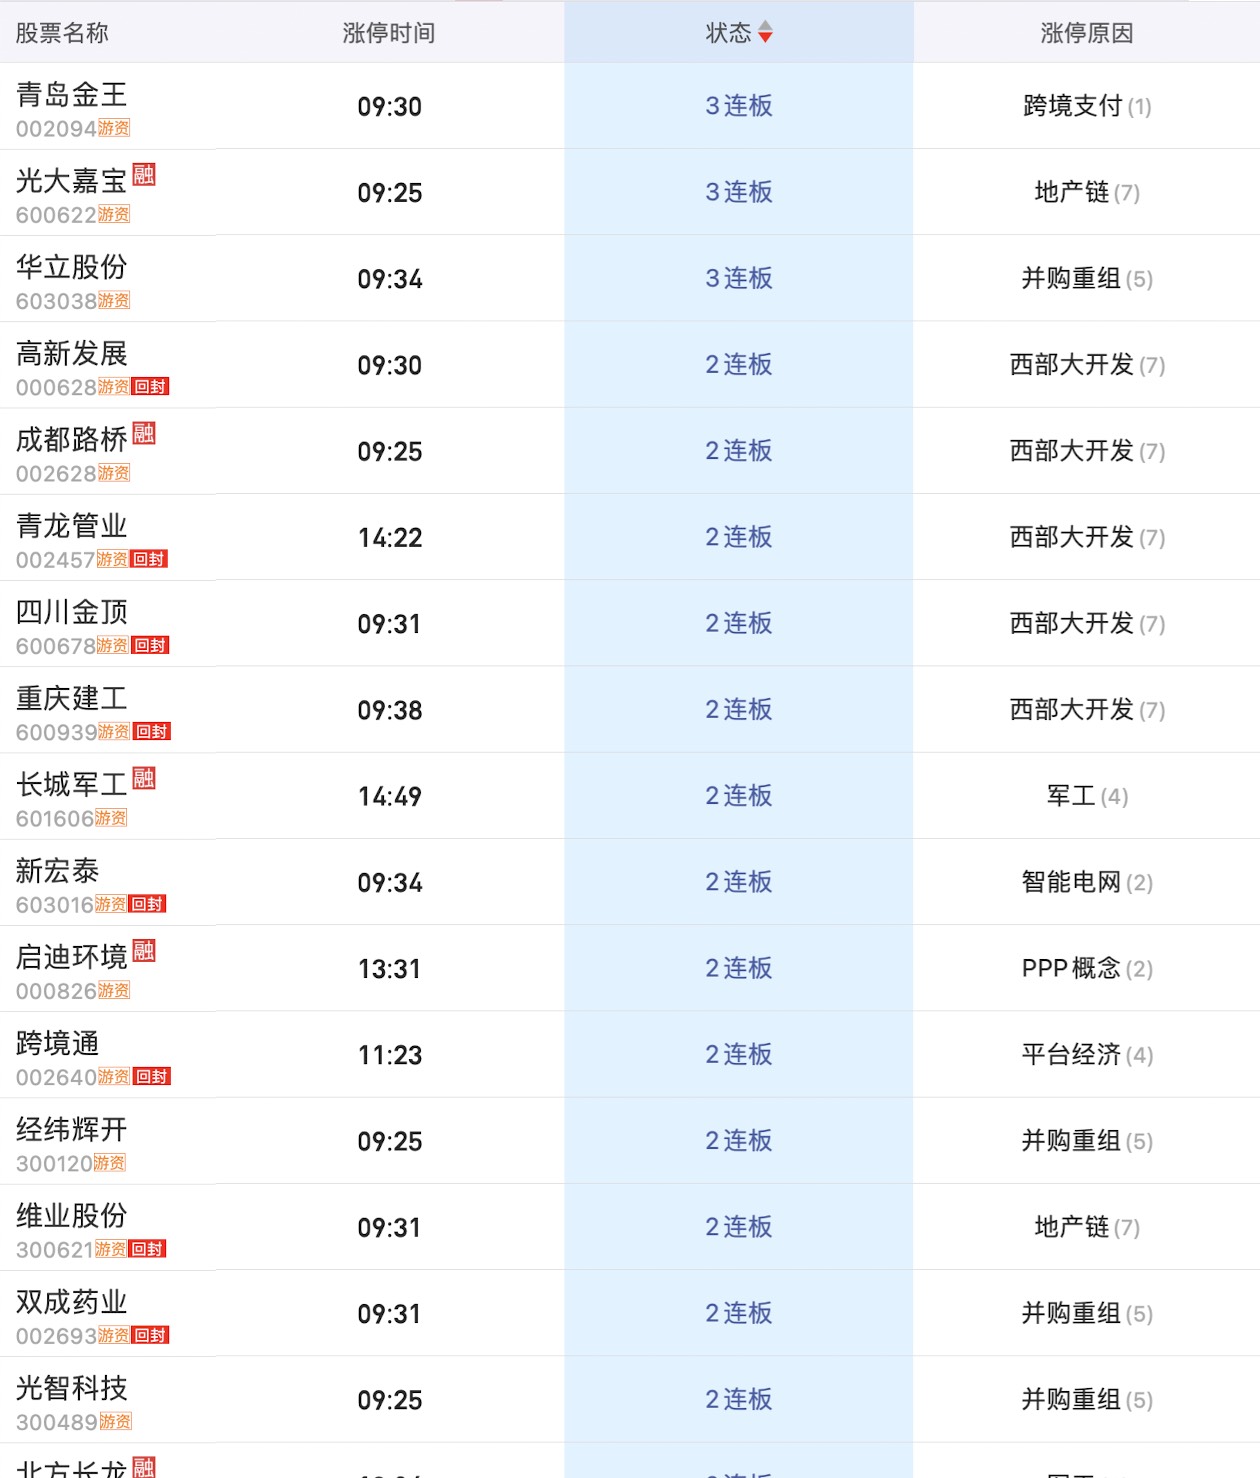 股票名称 涨停时间 状态 涨停原因
青岛金王
002094游资 09:30 3连板 跨境支付(1)
光大嘉宝融
600622游资 09:25 3连板 地产链(7)
华立股份
603038游资 09:34 3连板 并购重组(5)
高新发展
000628游资回封 09:30 2连板 西部大开发(7)
成都路桥融
002628游资 09:25 2连板 西部大开发(7)
青龙管业
002457游资回封 14:22 2连板 西部大开发(7)
四川金顶
600678游资回封 09:31 2连板 西部大开发(7)
重庆建工
600939游资回封 09:38 2连板 西部大开发(7)
长城军工融
601606游资 14:49 2连板 军工(4)
新宏泰
603016游资回封 09:34 2连板 智能电网(2)
启迪环境融
000826游资 13:31 2连板 PPP概念(2)
跨境通
002640游资回封 11:23 2连板 平台经济(4)
经纬辉开
300120游资 09:25 2连板 并购重组(5)
维业股份
300621游资回封 09:31 2连板 地产链(7)
双成药业
002693游资回封 09:31 2连板 并购重组(5)
光智科技
300489游资 09:25 2连板 并购重组(5)
北方长龙融